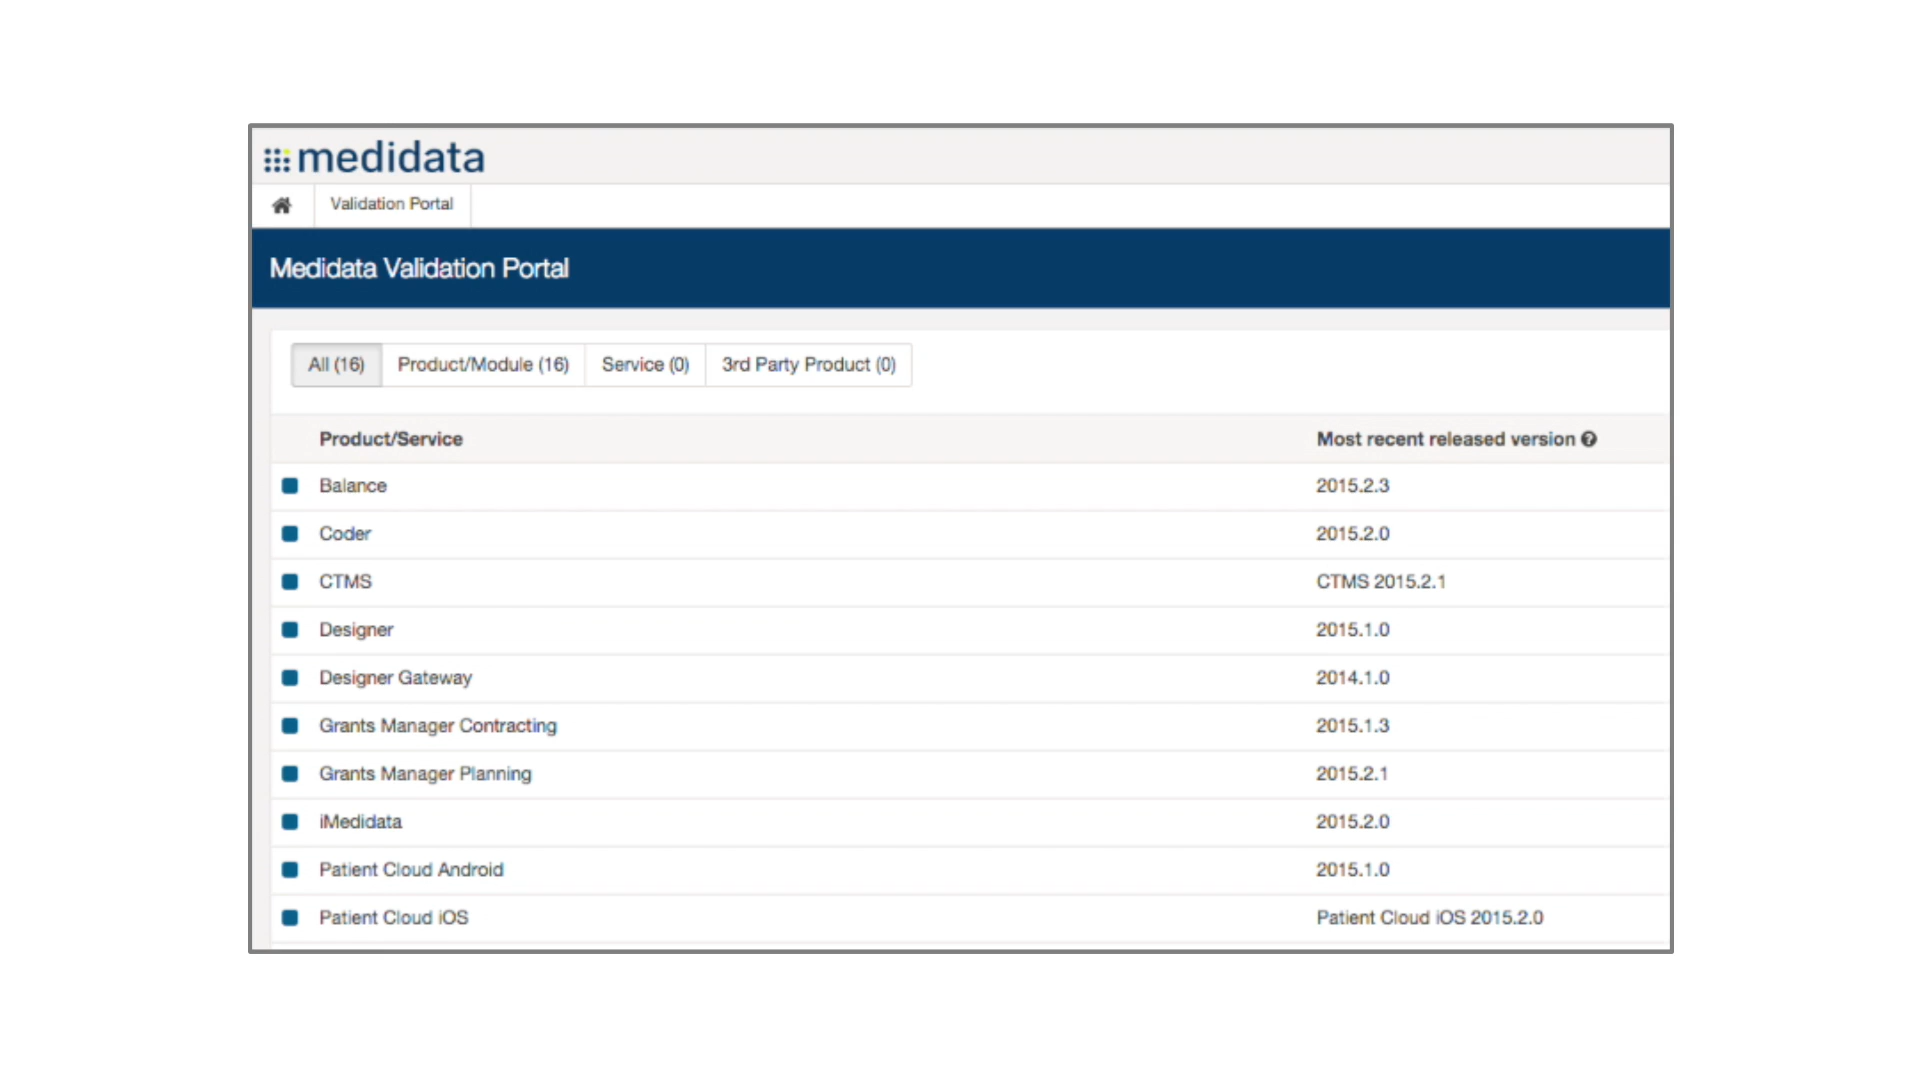 medidata
Validation Portal
Medidata Validation Portal
All (16) Product/Module (16) Service (0) 3rd Party Product (0)
Product/Service Most recent released version ?
Balance 2015.2.3
Coder 2015.2.0
CTMS CTMS 2015.2.1
Designer 2015.1.0
Designer Gateway 2014.1.0
Grants Manager Contracting 2015.1.3
Grants Manager Planning 2015.2.1
iMedidata 2015.2.0
Patient Cloud Android 2015.1.0
Patient Cloud iOS Patient Cloud iOS 2015.2.0